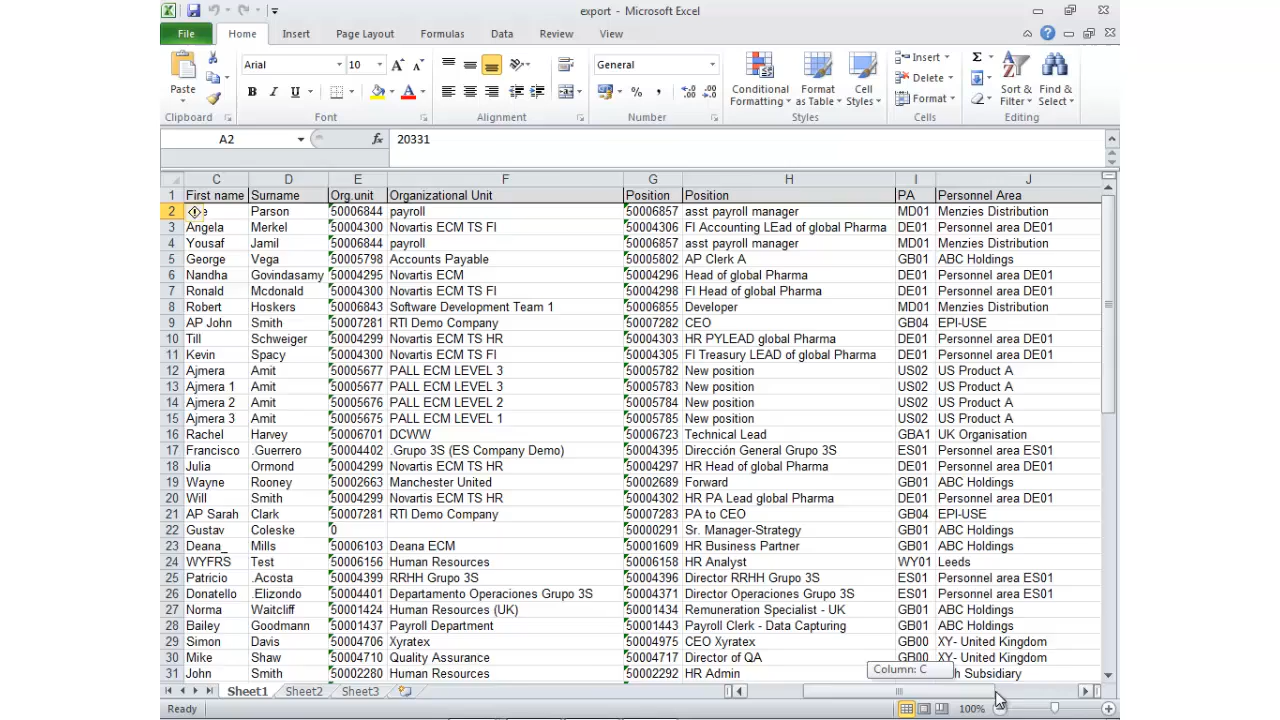 export - Microsoft Excel
File Home Insert Page Layout Formulas Data Review View
Paste
Arial 10
General
Conditional Formatting
Format as Table
Cell Styles
Insert
Delete
Format
Sort & Filter
Find & Select
Clipboard Font Alignment Number Styles Cells Editing
A2 fx 20331
C D E F G H I J
1 First name Surname Org.unit Organizational Unit Position Position PA Personnel Area
2 e Parson 50006844 payroll 50006857 asst payroll manager MD01 Menzies Distribution
3 Angela Merkel 50004300 Novartis ECM TS FI 50004306 FI Accounting LEad of global Pharma DE01 Personnel area DE01
4 Yousaf Jamil 50006844 payroll 50006857 asst payroll manager MD01 Menzies Distribution
5 George Vega 50005798 Accounts Payable 50005802 AP Clerk A GB01 ABC Holdings
6 Nandha Govindasamy 50004295 Novartis ECM 50004296 Head of global Pharma DE01 Personnel area DE01
7 Ronald Mcdonald 50004300 Novartis ECM TS FI 50004298 FI Head of global Pharma DE01 Personnel area DE01
8 Robert Hoskers 50006843 Software Development Team 1 50006855 Developer MD01 Menzies Distribution
9 AP John Smith 50007281 RTI Demo Company 50007282 CEO GB04 EPI-USE
10 Till Schweiger 50004299 Novartis ECM TS HR 50004303 HR PYLEAD global Pharma DE01 Personnel area DE01
11 Kevin Spacy 50004300 Novartis ECM TS FI 50004305 FI Treasury LEAD of global Pharma DE01 Personnel area DE01
12 Ajmera Amit 50005677 PALL ECM LEVEL 3 50005782 New position US02 US Product A
13 Ajmera 1 Amit 50005677 PALL ECM LEVEL 3 50005783 New position US02 US Product A
14 Ajmera 2 Amit 50005676 PALL ECM LEVEL 2 50005784 New position US02 US Product A
15 Ajmera 3 Amit 50005675 PALL ECM LEVEL 1 50005785 New position US02 US Product A
16 Rachel Harvey 50006701 DCWW 50006723 Technical Lead GBA1 UK Organisation
17 Francisco .Guerrero 50004402 .Grupo 3S (ES Company Demo) 50004395 Dirección General Grupo 3S ES01 Personnel area ES01
18 Julia Ormond 50004299 Novartis ECM TS HR 50004297 HR Head of global Pharma DE01 Personnel area DE01
19 Wayne Rooney 50002663 Manchester United 50002689 Forward GB01 ABC Holdings
20 Will Smith 50004299 Novartis ECM TS HR 50004302 HR PA Lead global Pharma DE01 Personnel area DE01
21 AP Sarah Clark 50007281 RTI Demo Company 50007283 PA to CEO GB04 EPI-USE
22 Gustav Coleske 0 50000291 Sr. Manager-Strategy GB01 ABC Holdings
23 Deana_ Mills 50006103 Deana ECM 50001609 HR Business Partner GB01 ABC Holdings
24 WYFRS Test 50006156 Human Resources 50006158 HR Analyst WY01 Leeds
25 Patricio .Acosta 50004399 RRHH Grupo 3S 50004396 Director RRHH Grupo 3S ES01 Personnel area ES01
26 Donatello .Elizondo 50004401 Departamento Operaciones Grupo 3S 50004371 Director Operaciones Grupo 3S ES01 Personnel area ES01
27 Norma Waitcliff 50001424 Human Resources (UK) 50001434 Remuneration Specialist - UK GB01 ABC Holdings
28 Bailey Goodmann 50001437 Payroll Department 50001443 Payroll Clerk - Data Capturing GB01 ABC Holdings
29 Simon Davis 50004706 Xyratex 50004975 CEO Xyratex GB00 XY- United Kingdom
30 Mike Shaw 50004710 Quality Assurance 50004717 Director of QA GB00 XY- United Kingdom
31 John Smith 50002280 Human Resources 50002292 HR Admin h Subsidiary
Column: C
Sheet1 Sheet2 Sheet3
Ready 100%